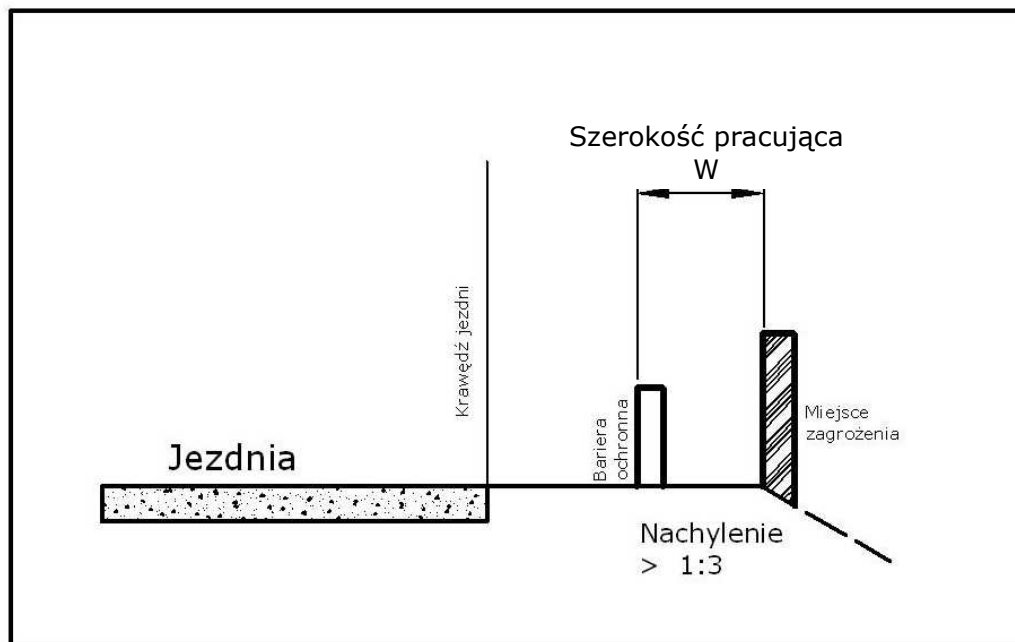 Szerokość pracująca
W
Krawędź jezdni
Bariera
ochronna
Miejsce
zagrożenia
Jezdnia
Nachylenie
> 1:3